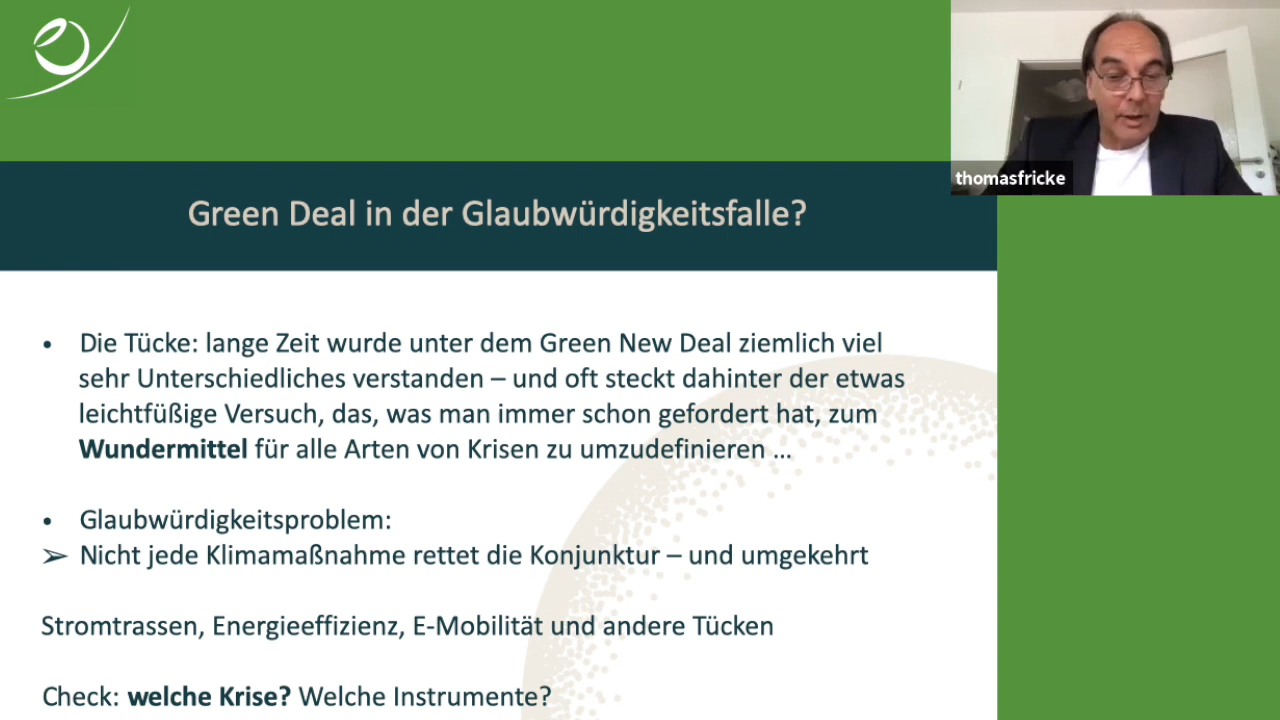 thomasfricke
Green Deal in der Glaubwürdigkeitsfalle?
• Die Tücke: lange Zeit wurde unter dem Green New Deal ziemlich viel
sehr Unterschiedliches verstanden – und oft steckt dahinter der etwas
leichtfüßige Versuch, das, was man immer schon gefordert hat, zum
Wundermittel für alle Arten von Krisen zu umzudefinieren ...
• Glaubwürdigkeitsproblem:
➢ Nicht jede Klimamaßnahme rettet die Konjunktur – und umgekehrt
Stromtrassen, Energieeffizienz, E-Mobilität und andere Tücken
Check: welche Krise? Welche Instrumente?